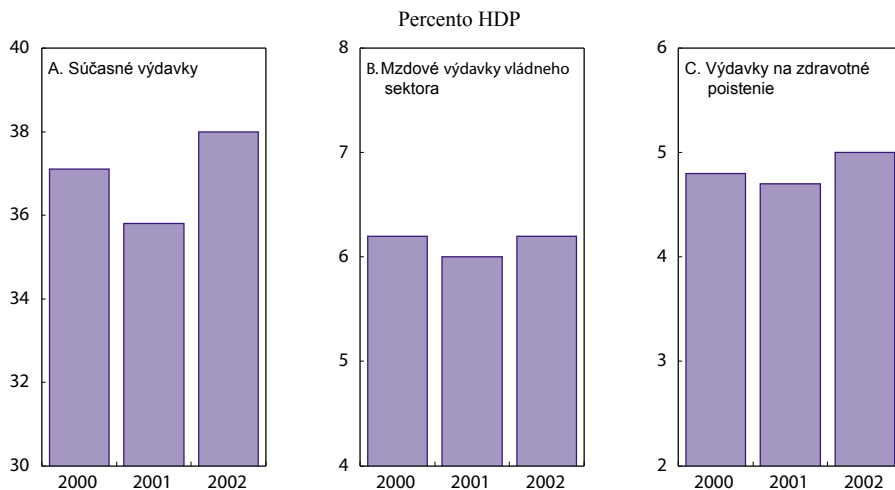 Percento HDP
A. Súčasné výdavky
40
38
36
34
32
30
2000 2001 2002
B. Mzdové výdavky vládneho
sektora
8
7
6
5
4
2000 2001 2002
C. Výdavky na zdravotné
poistenie
6
5
4
3
2
2000 2001 2002